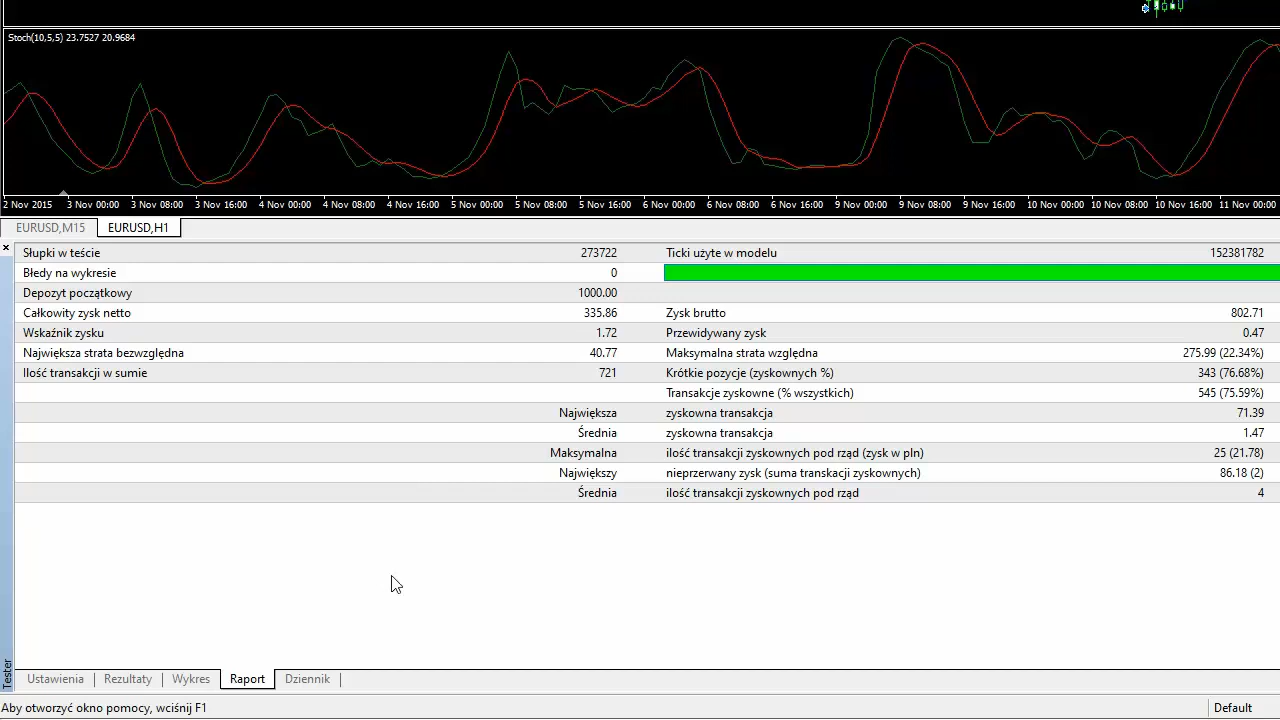 Stoch(10,5,5) 23.7527 20.9684
2 Nov 2015 3 Nov 00:00 3 Nov 08:00 3 Nov 16:00 4 Nov 00:00 4 Nov 08:00 4 Nov 16:00 5 Nov 00:00 5 Nov 08:00 5 Nov 16:00 6 Nov 00:00 6 Nov 08:00 6 Nov 16:00 9 Nov 00:00 9 Nov 08:00 9 Nov 16:00 10 Nov 00:00 10 Nov 08:00 10 Nov 16:00 11 Nov 00:00
EURUSD,M15 EURUSD,H1
Słupki w teście 273722 Ticki użyte w modelu 152381782
Błedy na wykresie 0
Depozyt początkowy 1000.00
Całkowity zysk netto 335.86 Zysk brutto 802.71
Wskaźnik zysku 1.72 Przewidywany zysk 0.47
Największa strata bezwzględna 40.77 Maksymalna strata względna 275.99 (22.34%)
Ilość transakcji w sumie 721 Krótkie pozycje (zyskownych %) 343 (76.68%)
Transakcje zyskowne (% wszystkich) 545 (75.59%)
Największa zyskowna transakcja 71.39
Średnia zyskowna transakcja 1.47
Maksymalna ilość transakcji zyskownych pod rząd (zysk w pln) 25 (21.78)
Największy nieprzerwany zysk (suma transkacji zyskownych) 86.18 (2)
Średnia ilość transakcji zyskownych pod rząd 4
Tester
Ustawienia Rezultaty Wykres Raport Dziennik
Aby otworzyć okno pomocy, wciśnij F1 Default